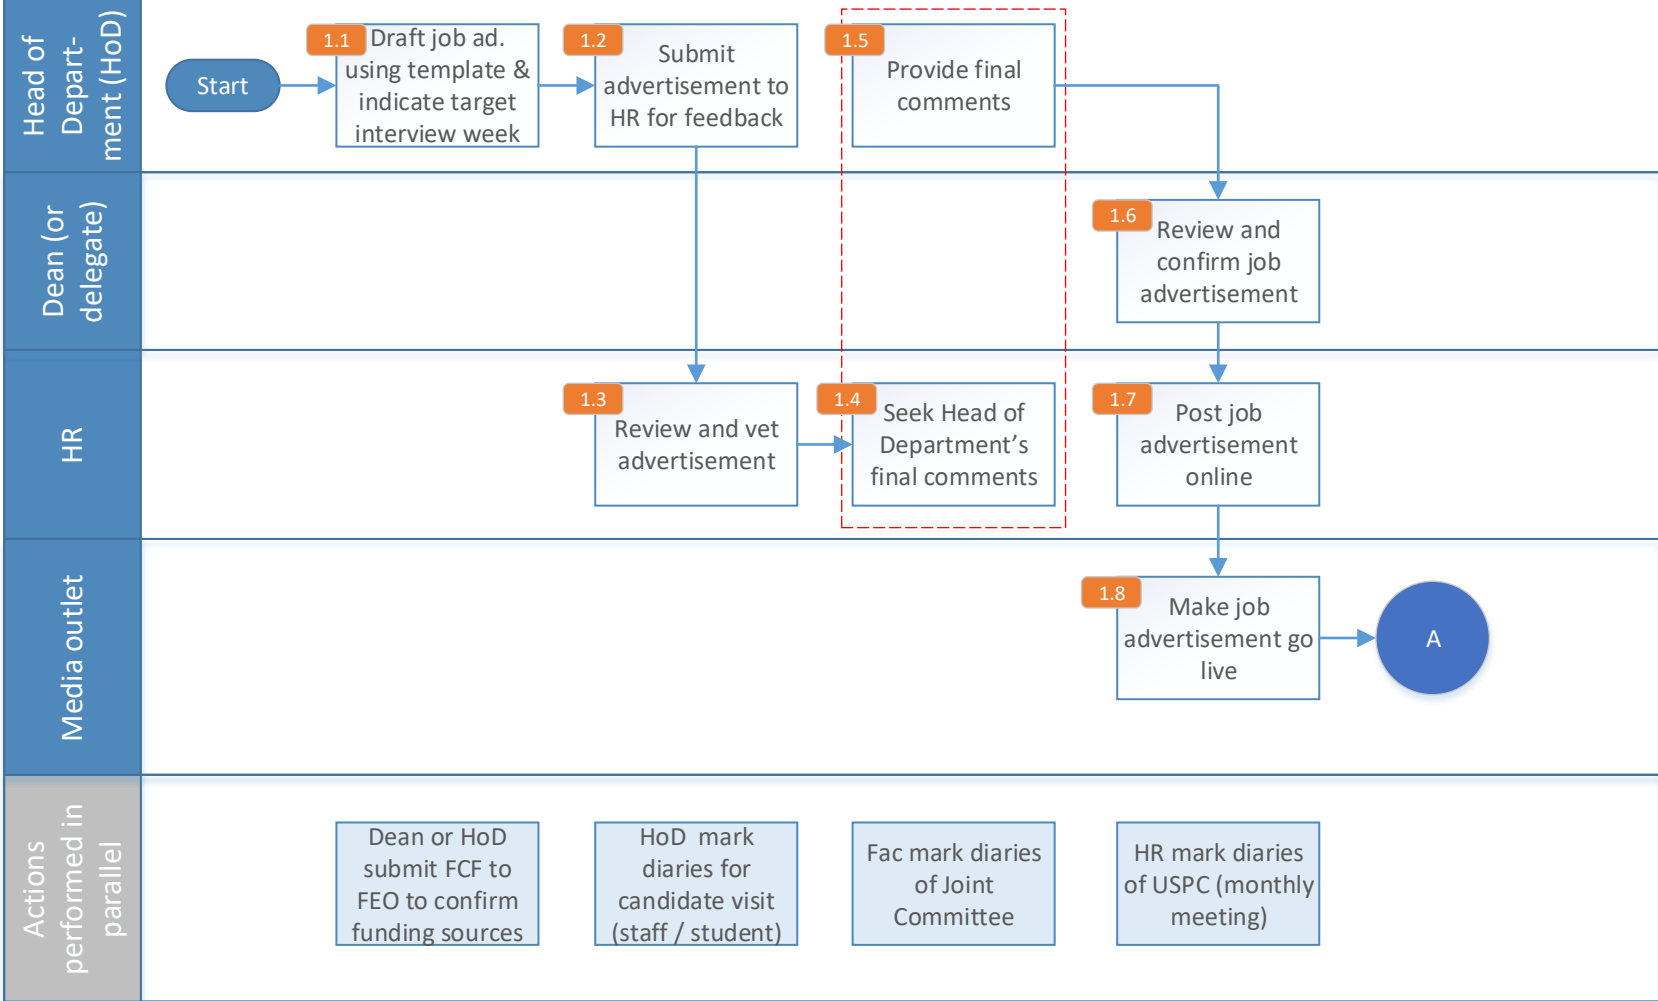 Head of
Depart-
ment (HoD)
Start
1.1
Draft job ad.
using template &
indicate target
interview week
1.2
Submit
advertisement to
HR for feedback
1.5
Provide final
comments
Dean (or
delegate)
1.6
Review and
confirm job
advertisement
HR
1.3
Review and vet
advertisement
1.4
Seek Head of
Department’s
final comments
1.7
Post job
advertisement
online
Media outlet
1.8
Make job
advertisement go
live
A
Actions
performed in
parallel
Dean or HoD
submit FCF to
FEO to confirm
funding sources
HoD mark
diaries for
candidate visit
(staff / student)
Fac mark diaries
of Joint
Committee
HR mark diaries
of USPC (monthly
meeting)